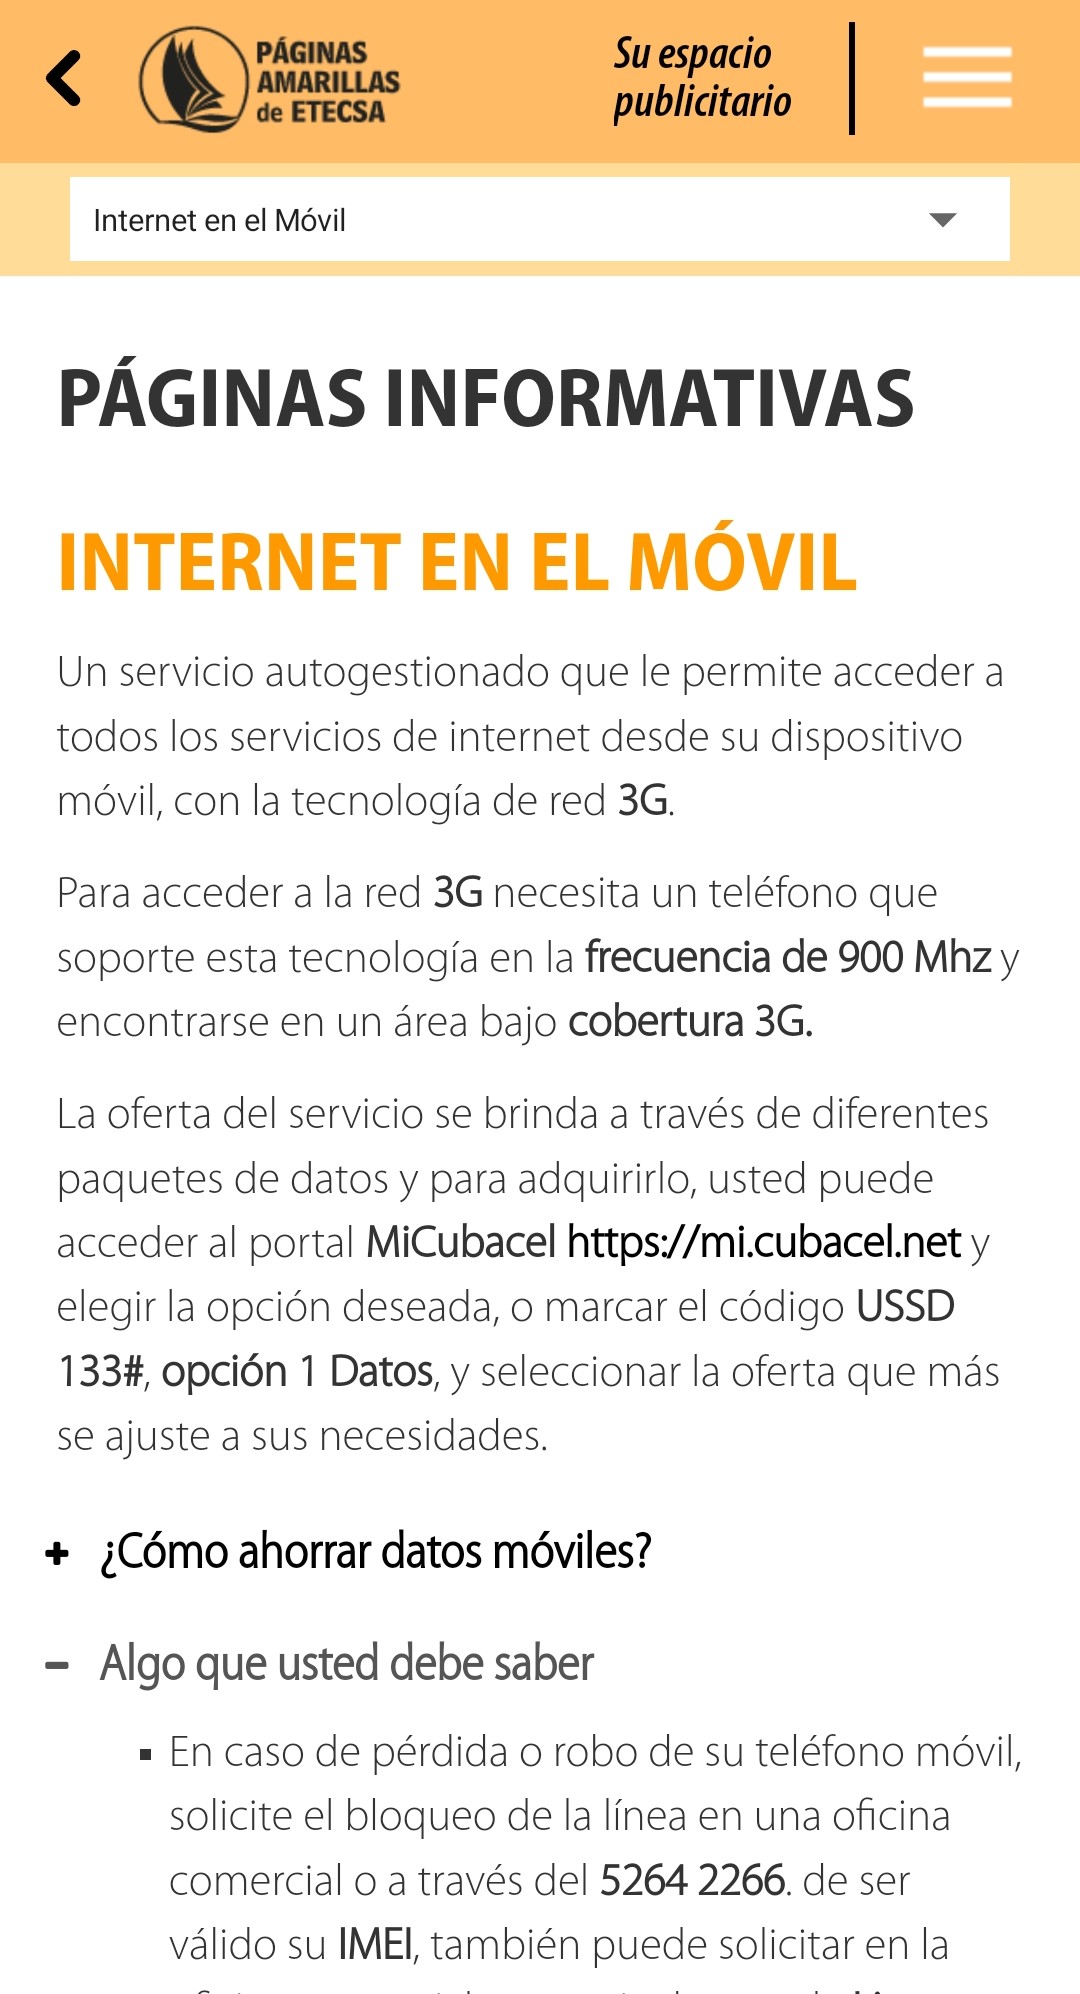 PÁGINAS
AMARILLAS
de ETECSA
Su espacio
publicitario
Internet en el Móvil
PÁGINAS INFORMATIVAS
INTERNET EN EL MÓVIL
Un servicio autogestionado que le permite acceder a
todos los servicios de internet desde su dispositivo
móvil, con la tecnología de red 3G.
Para acceder a la red 3G necesita un teléfono que
soporte esta tecnología en la frecuencia de 900 Mhz y
encontrarse en un área bajo cobertura 3G.
La oferta del servicio se brinda a través de diferentes
paquetes de datos y para adquirirlo, usted puede
acceder al portal MiCubacel https://mi.cubacel.net y
elegir la opción deseada, o marcar el código USSD
133#, opción 1 Datos, y seleccionar la oferta que más
se ajuste a sus necesidades.
+ ¿Cómo ahorrar datos móviles?
– Algo que usted debe saber
▪ En caso de pérdida o robo de su teléfono móvil,
solicite el bloqueo de la línea en una oficina
comercial o a través del 5264 2266. de ser
válido su IMEI, también puede solicitar en la